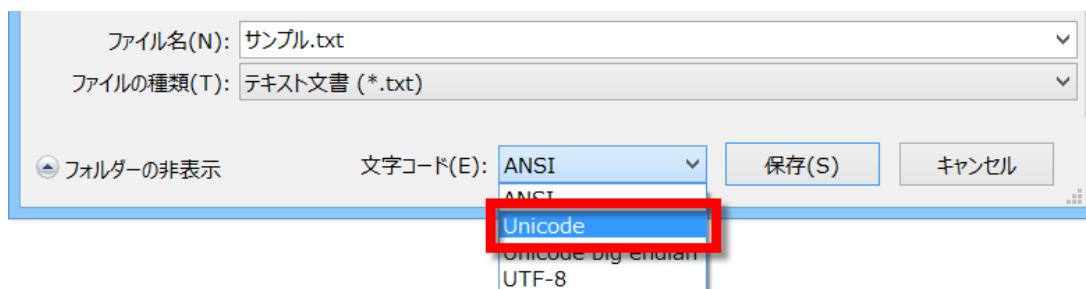 ファイル名(N): サンプル.txt
ファイルの種類(T): テキスト文書 (*.txt)
フォルダーの非表示 文字コード(E): ANSI 保存(S) キャンセル
ANSI
Unicode
Unicode big endian
UTF-8